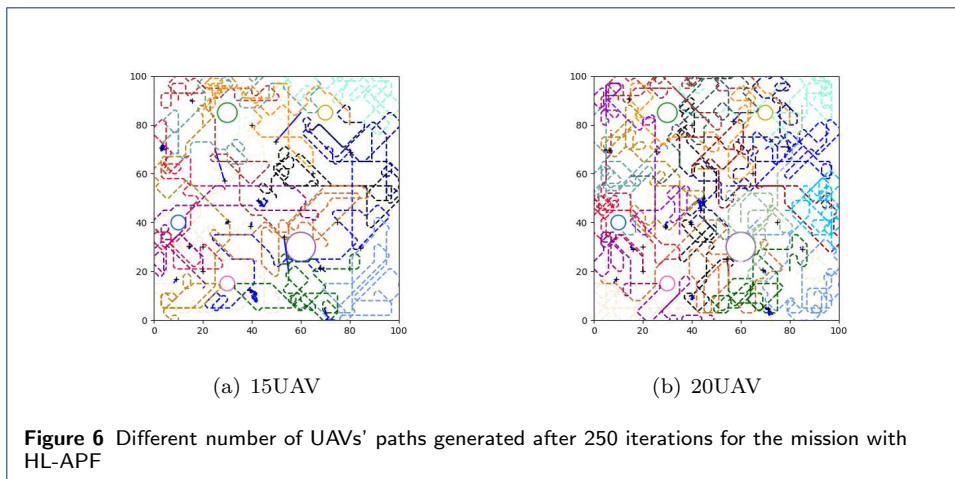 100
80
60
40
20
0
0 20 40 60 80 100
100
80
60
40
20
0
0 20 40 60 80 100
(a) 15UAV
(b) 20UAV
Figure 6 Different number of UAVs' paths generated after 250 iterations for the mission with
HL-APF